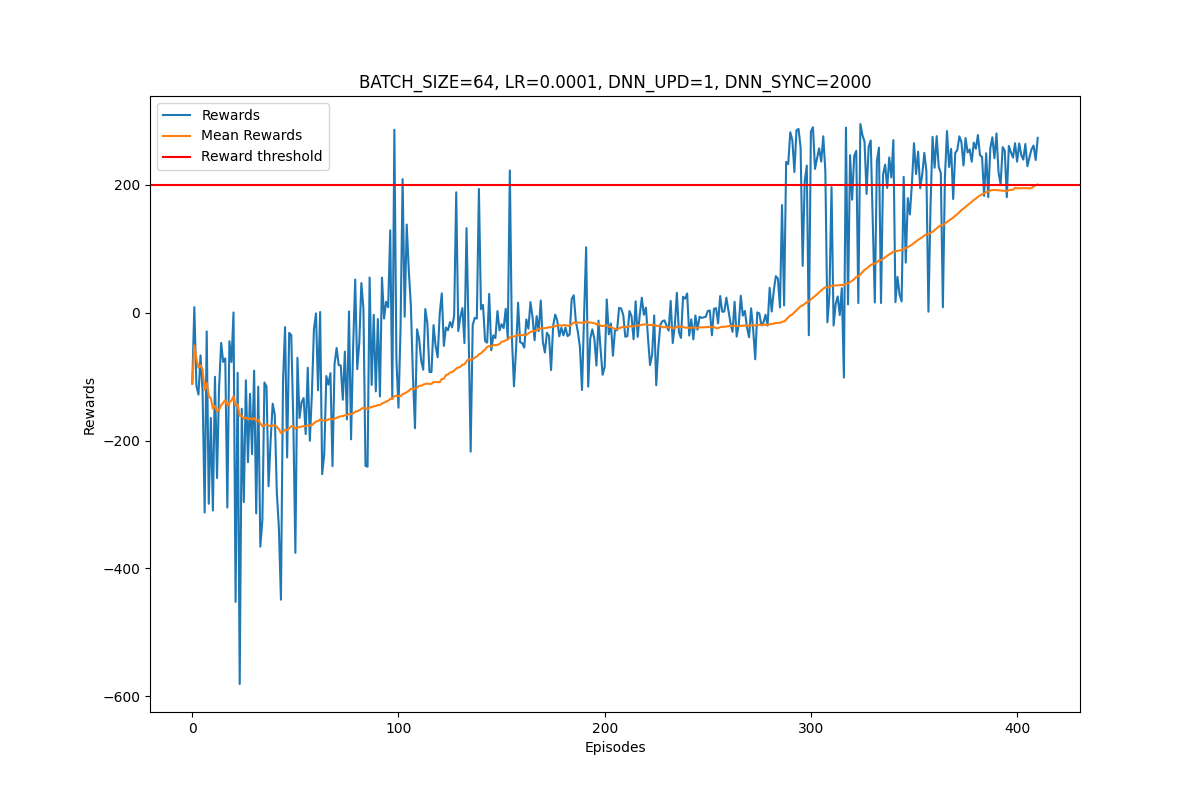 BATCH_SIZE=64, LR=0.0001, DNN_UPD=1, DNN_SYNC=2000
Rewards
Mean Rewards
Reward threshold
200
0
−200
−400
−600
Rewards
0
100
200
300
400
Episodes